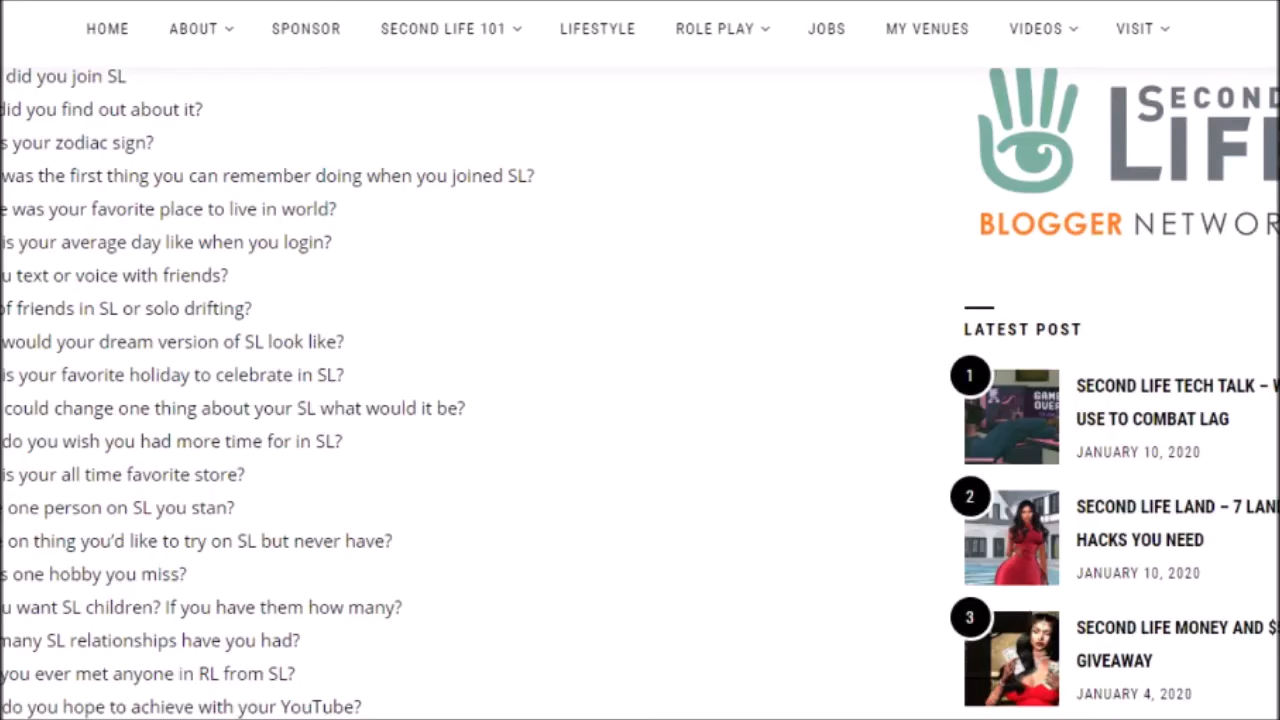 HOME ABOUT SPONSOR SECOND LIFE 101 LIFESTYLE ROLE PLAY JOBS MY VENUES VIDEOS VISIT
did you join SL
did you find out about it?
s your zodiac sign?
was the first thing you can remember doing when you joined SL?
e was your favorite place to live in world?
is your average day like when you login?
u text or voice with friends?
of friends in SL or solo drifting?
would your dream version of SL look like?
is your favorite holiday to celebrate in SL?
could change one thing about your SL what would it be?
do you wish you had more time for in SL?
is your all time favorite store?
one person on SL you stan?
on thing you'd like to try on SL but never have?
s one hobby you miss?
u want SL children? If you have them how many?
many SL relationships have you had?
you ever met anyone in RL from SL?
do you hope to achieve with your YouTube?
SECOND
LIFE
BLOGGER NETWOR
LATEST POST
1
GAME
OVER
SECOND LIFE TECH TALK – W
USE TO COMBAT LAG
JANUARY 10, 2020
2
SECOND LIFE LAND – 7 LAN
HACKS YOU NEED
JANUARY 10, 2020
3
SECOND LIFE MONEY AND $
GIVEAWAY
JANUARY 4, 2020